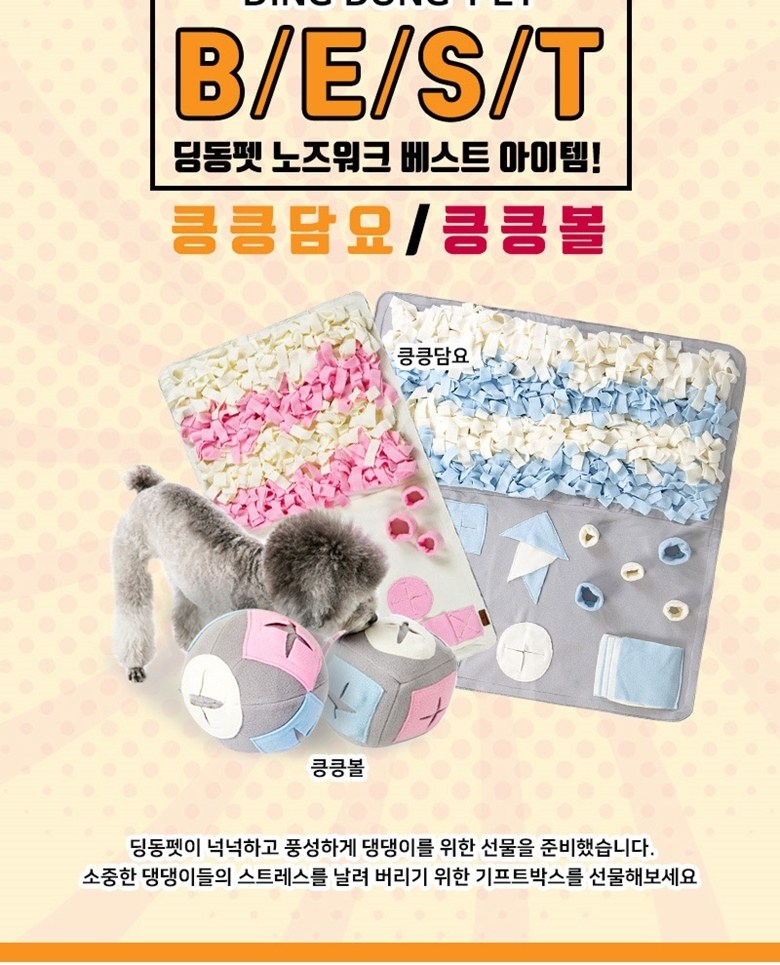 DING DONG PET
B/E/S/T
딩동펫 노즈워크 베스트 아이템!
킁킁담요/킁킁볼
킁킁담요
킁킁볼
딩동펫이 넉넉하고 풍성하게 댕댕이를 위한 선물을 준비했습니다.
소중한 댕댕이들의 스트레스를 날려 버리기 위한 기프트박스를 선물해보세요